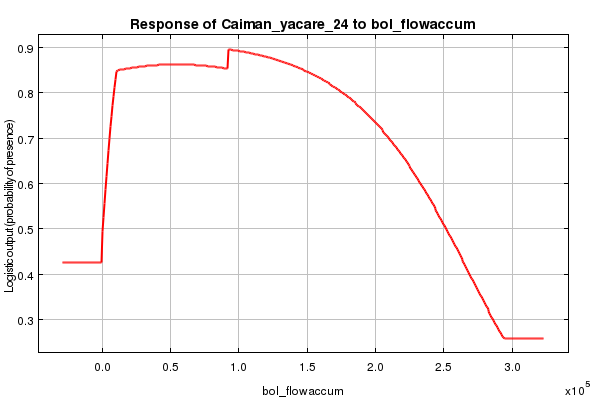 Response of Caiman_yacare_24 to bol_flowaccum
Logistic output (probability of presence)
0.9
0.8
0.7
0.6
0.5
0.4
0.3
0.0 0.5 1.0 1.5 2.0 2.5 3.0
x10^5
bol_flowaccum